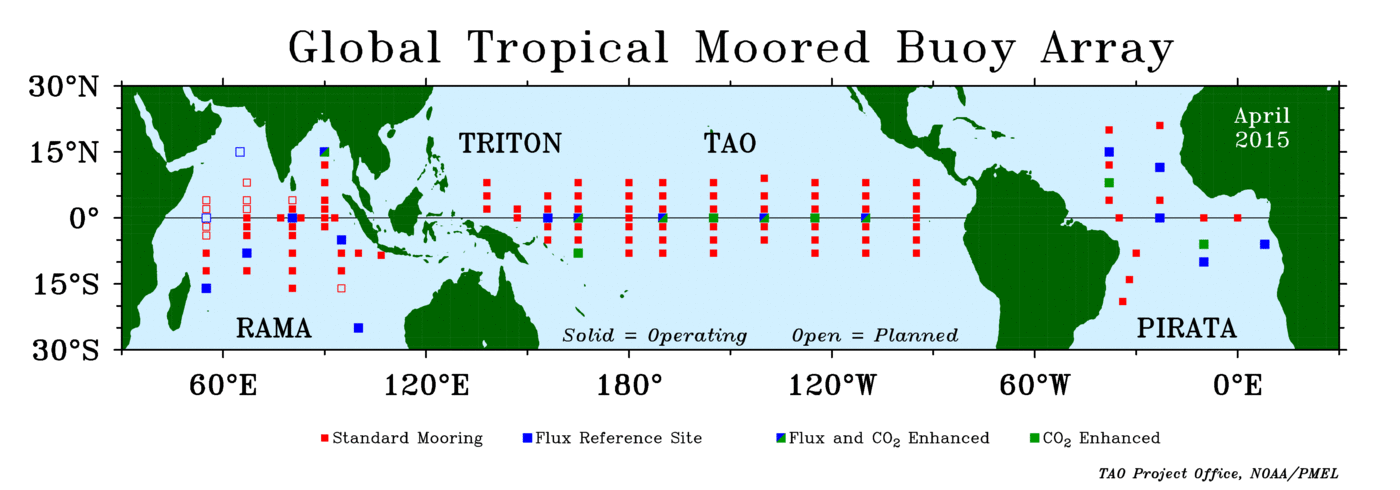 Global Tropical Moored Buoy Array
30°N
15°N
0°
15°S
30°S
TRITON
TAO
April
2015
RAMA
Solid = Operating
Open = Planned
PIRATA
60°E
120°E
180°
120°W
60°W
0°E
Standard Mooring
Flux Reference Site
Flux and CO₂ Enhanced
CO₂ Enhanced
TAO Project Office, NOAA/PMEL